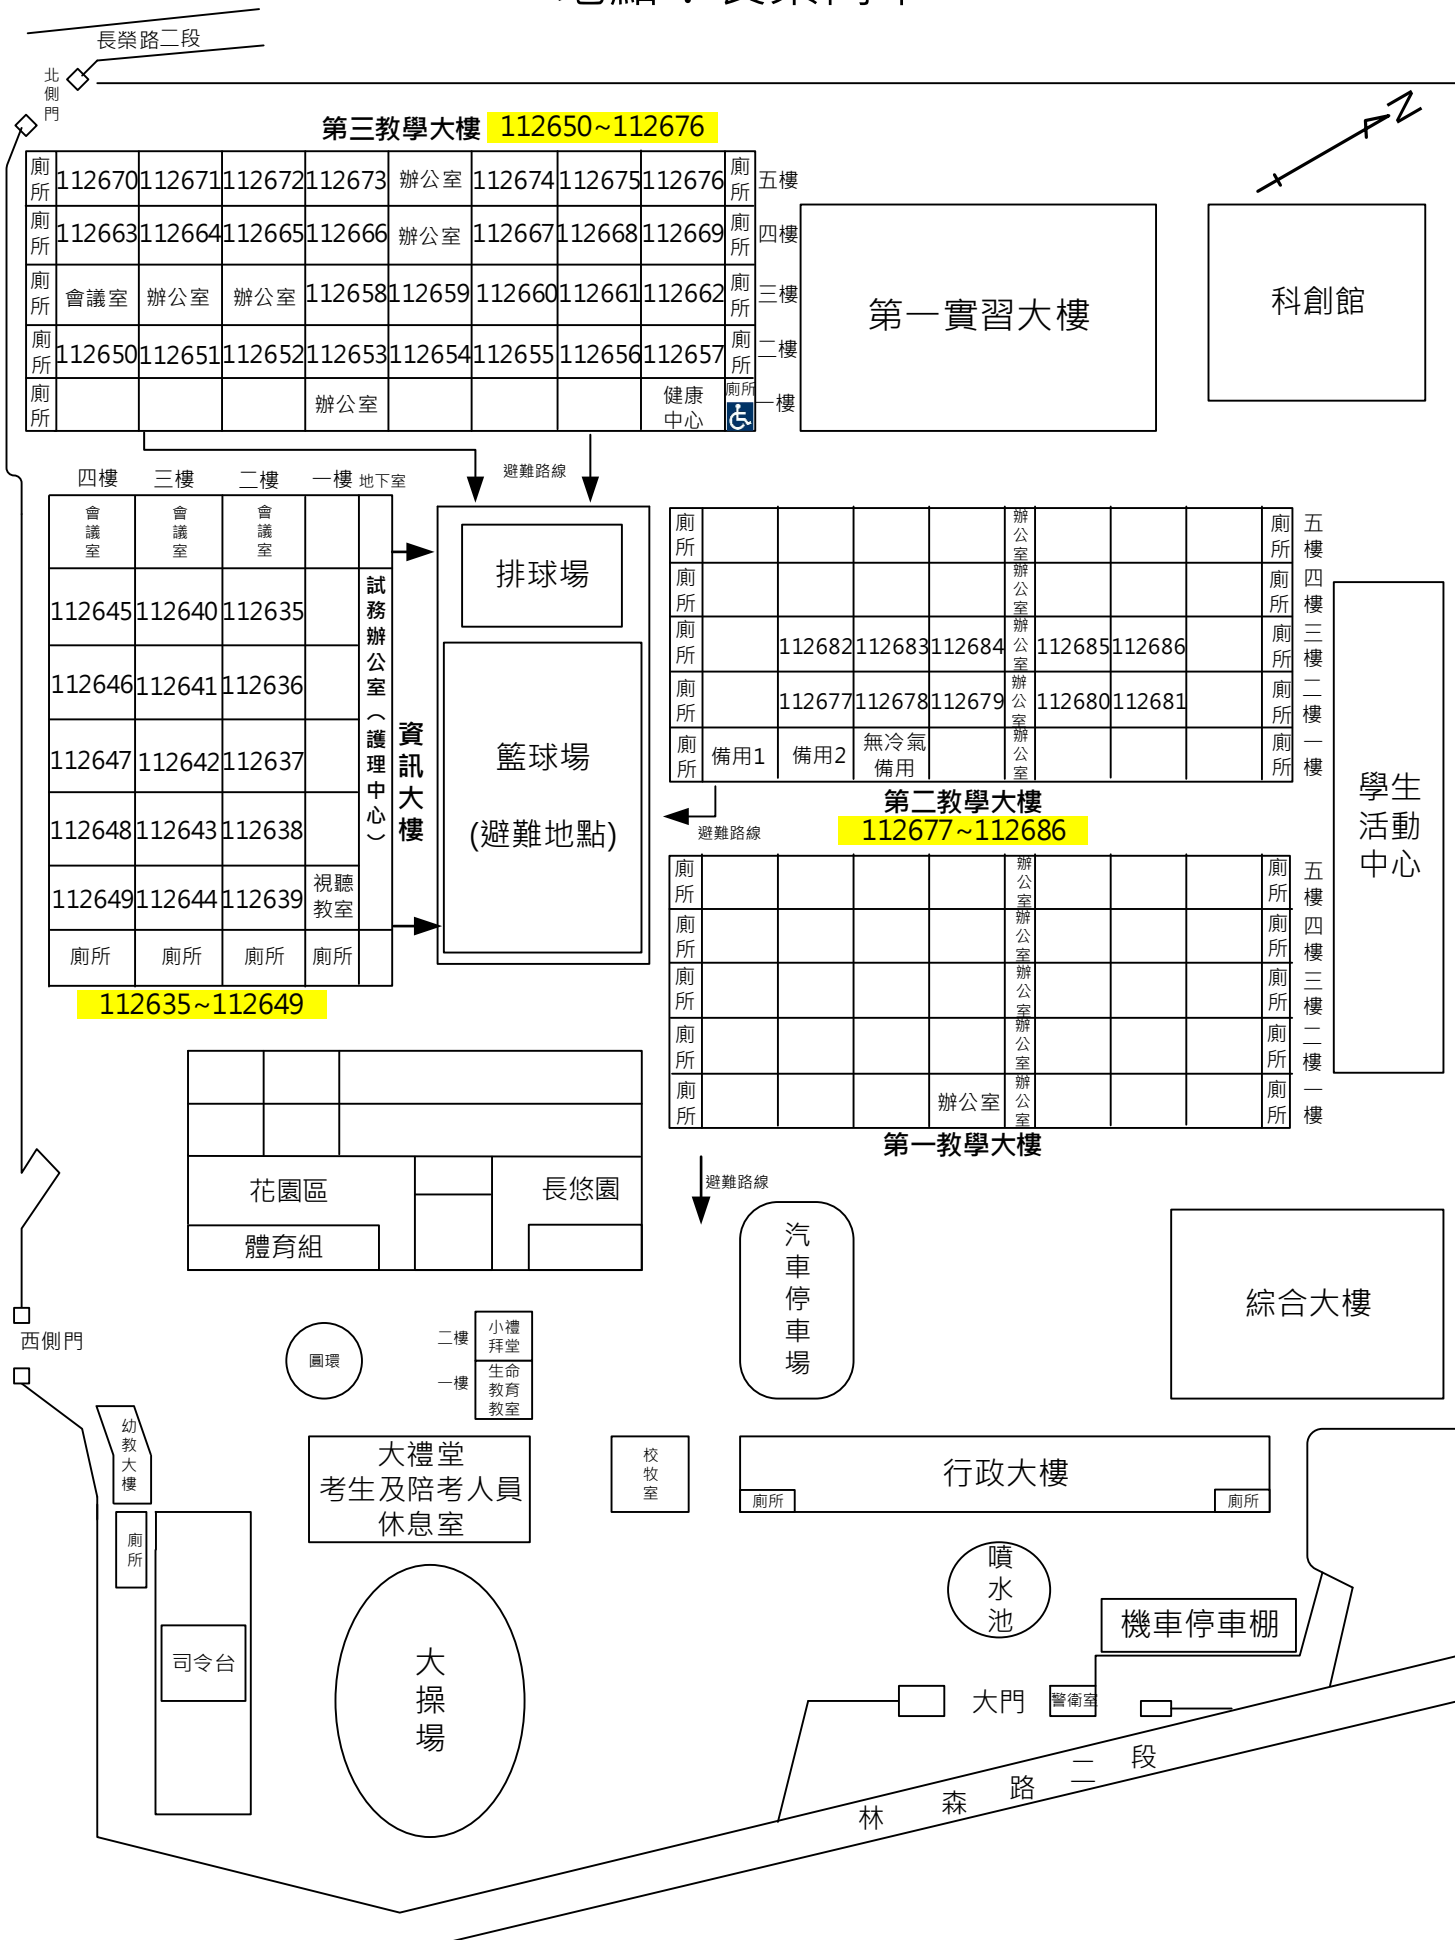 長榮路二段
北側門
第三教學大樓 112650~112676
廁所 112670 112671 112672 112673 辦公室 112674 112675 112676 廁所 五樓
廁所 112663 112664 112665 112666 辦公室 112667 112668 112669 廁所 四樓
廁所 會議室 辦公室 辦公室 112658 112659 112660 112661 112662 廁所 三樓
廁所 112650 112651 112652 112653 112654 112655 112656 112657 廁所 二樓
廁所 辦公室 健康中心 廁所 一樓
第一實習大樓
科創館
N
四樓 三樓 二樓 一樓 地下室
會議室 會議室 會議室
112645 112640 112635
112646 112641 112636
112647 112642 112637
112648 112643 112638
112649 112644 112639 視聽教室
廁所 廁所 廁所 廁所
試務辦公室（護理中心）
資訊大樓
112635~112649
避難路線
排球場
籃球場
(避難地點)
廁所 辦公室 廁所 五樓
廁所 辦公室 廁所 四樓
廁所 112682 112683 112684 辦公室 112685 112686 廁所 三樓
廁所 112677 112678 112679 辦公室 112680 112681 廁所 二樓
廁所 備用1 備用2 無冷氣備用 辦公室 廁所 一樓
第二教學大樓
112677~112686
避難路線
學生
活動
中心
廁所 辦公室 廁所 五樓
廁所 辦公室 廁所 四樓
廁所 辦公室 廁所 三樓
廁所 辦公室 廁所 二樓
廁所 辦公室 辦公室 廁所 一樓
第一教學大樓
避難路線
花園區
長悠園
體育組
汽車停車場
綜合大樓
西側門
圓環
二樓 小禮拜堂
一樓 生命教育教室
幼教大樓
廁所
大禮堂
考生及陪考人員
休息室
校牧室
行政大樓
廁所 廁所
噴水池
機車停車棚
司令台
大操場
大門
警衛室
林森路二段